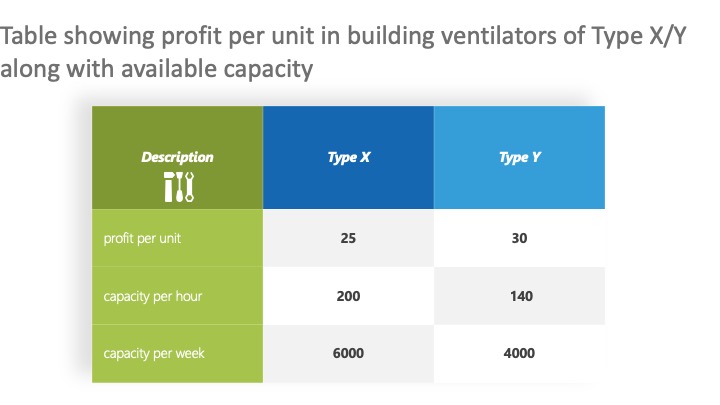 Table showing profit per unit in building ventilators of Type X/Y
along with available capacity
Description Type X Type Y
profit per unit 25 30
capacity per hour 200 140
capacity per week 6000 4000